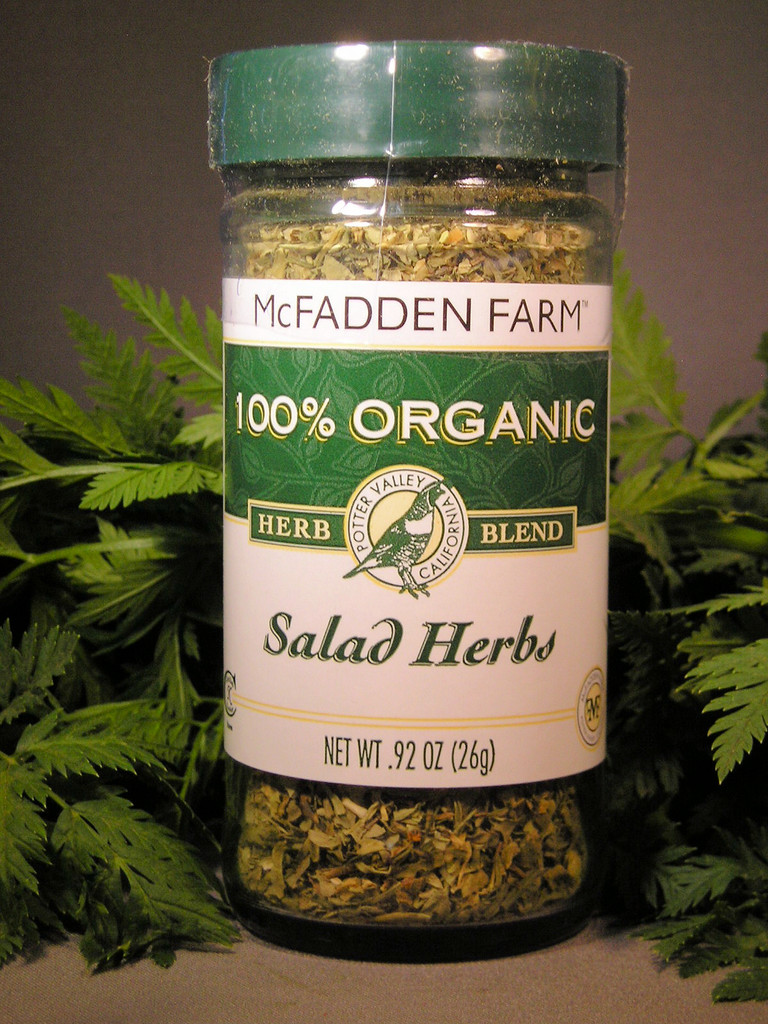 McFADDEN FARM™
100% ORGANIC
POTTER VALLEY
HERB BLEND
CALIFORNIA
Salad Herbs
NET WT .92 OZ (26g)